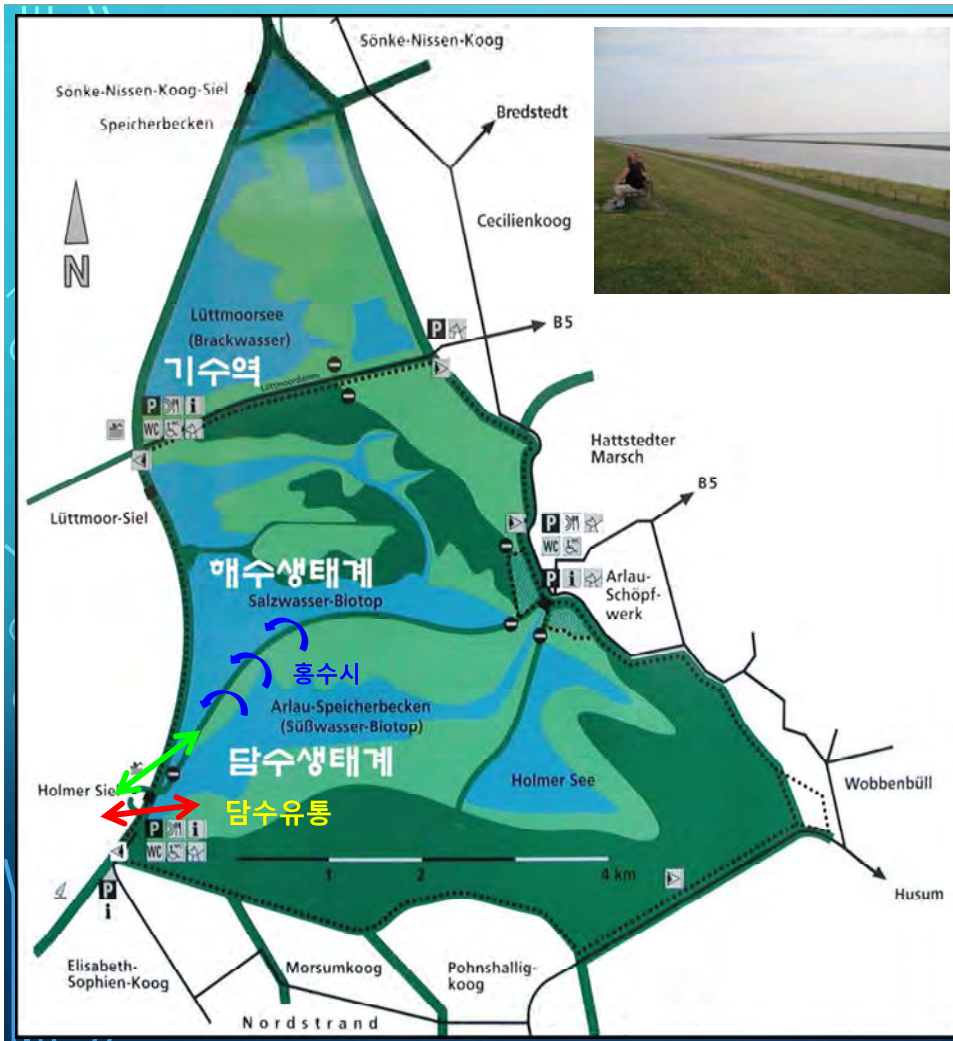 Sönke-Nissen-Koog
Sönke-Nissen-Koog-Siel
Speicherbecken
Bredstedt
N
Cecilienkoog
Lüttmoorsee
(Brackwasser)
기수역
P
B5
Lüttmoordamm
P i
WC
Hattstedter
Marsch
B5
Lüttmoor-Siel
P
WC
해수생태계
Salzwasser-Biotop
P i
Arlau-
Schöpf-
werk
홍수시
Arlau-Speicherbecken
(Süßwasser-Biotop)
담수생태계
Holmer See
Wobbenbüll
Holmer Siel
담수유통
P i
WC
1 2 4 km
P
i
Husum
Elisabeth-
Sophien-Koog
Morsumkoog
Pohnshallig-
koog
Nordstrand